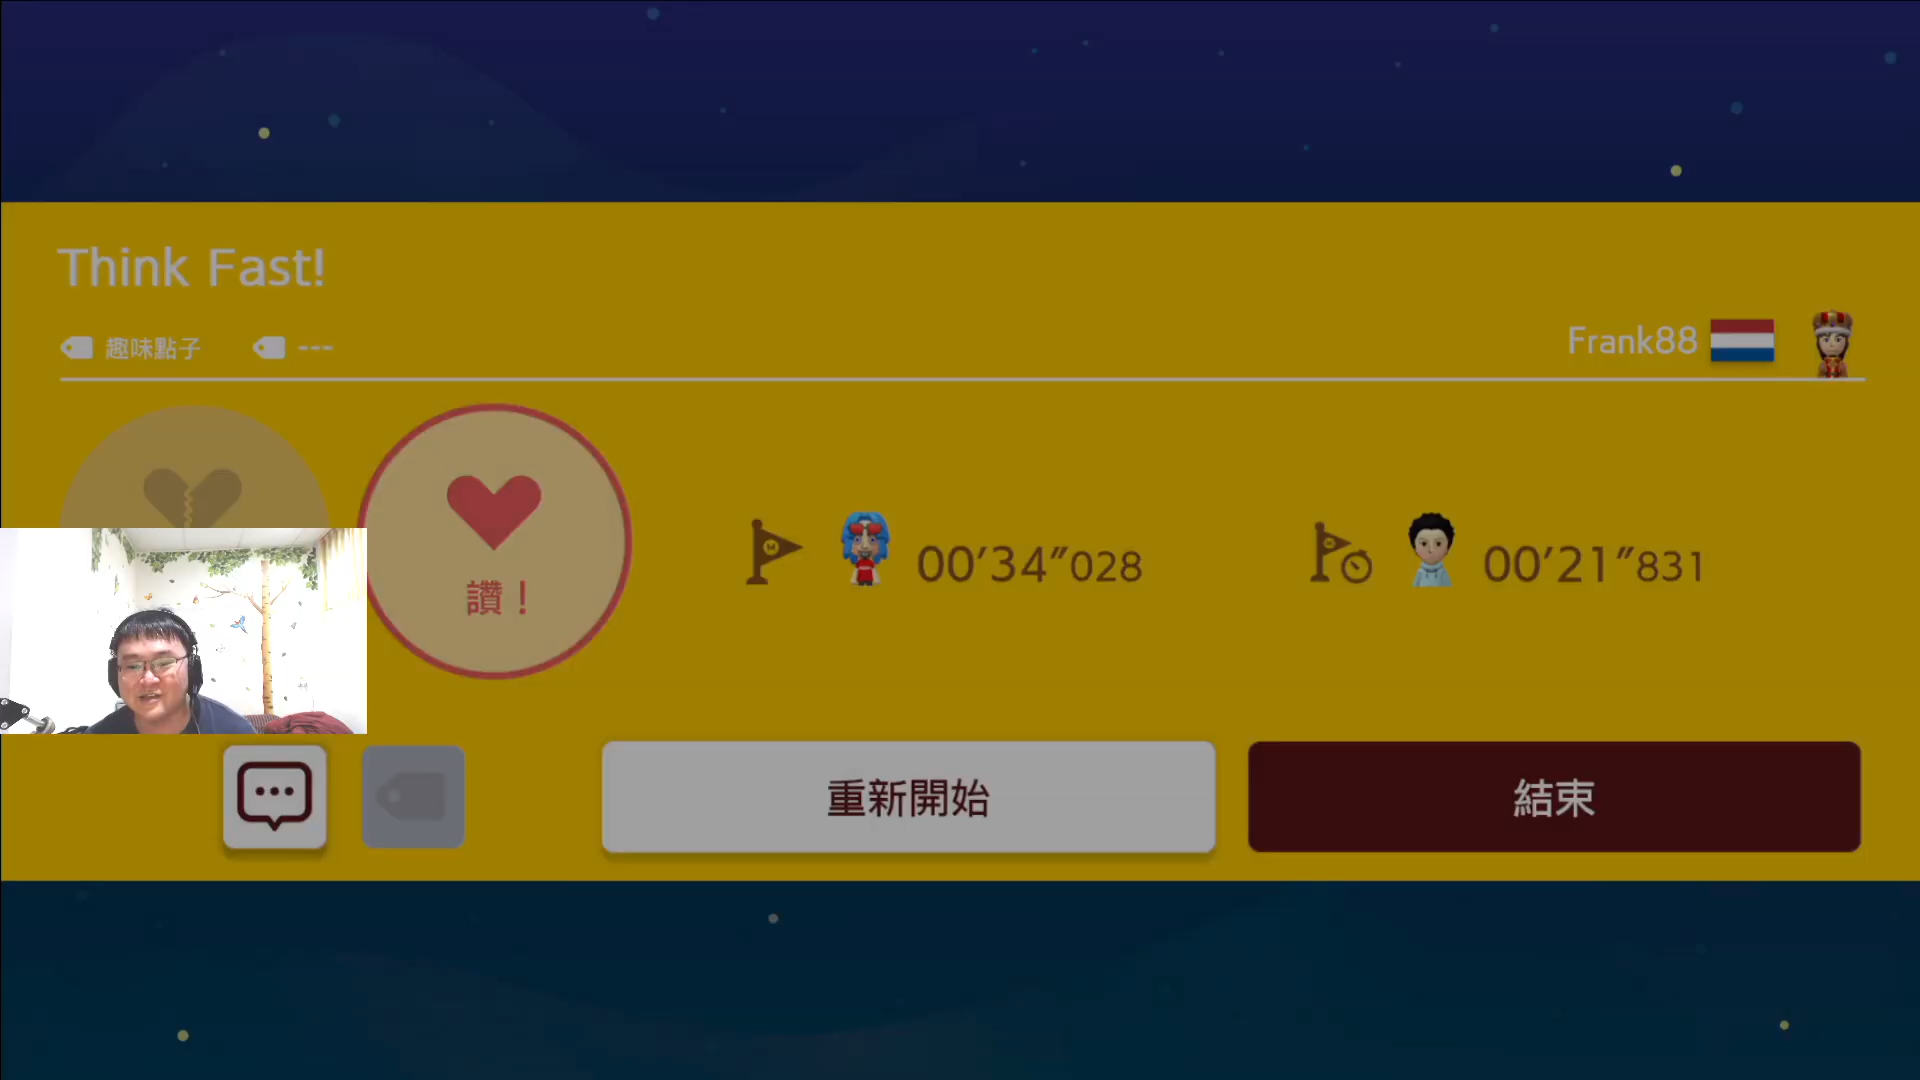 Think Fast!
趣味點子 ---
Frank88
讚！
00′34″028
00′21″831
重新開始
結束